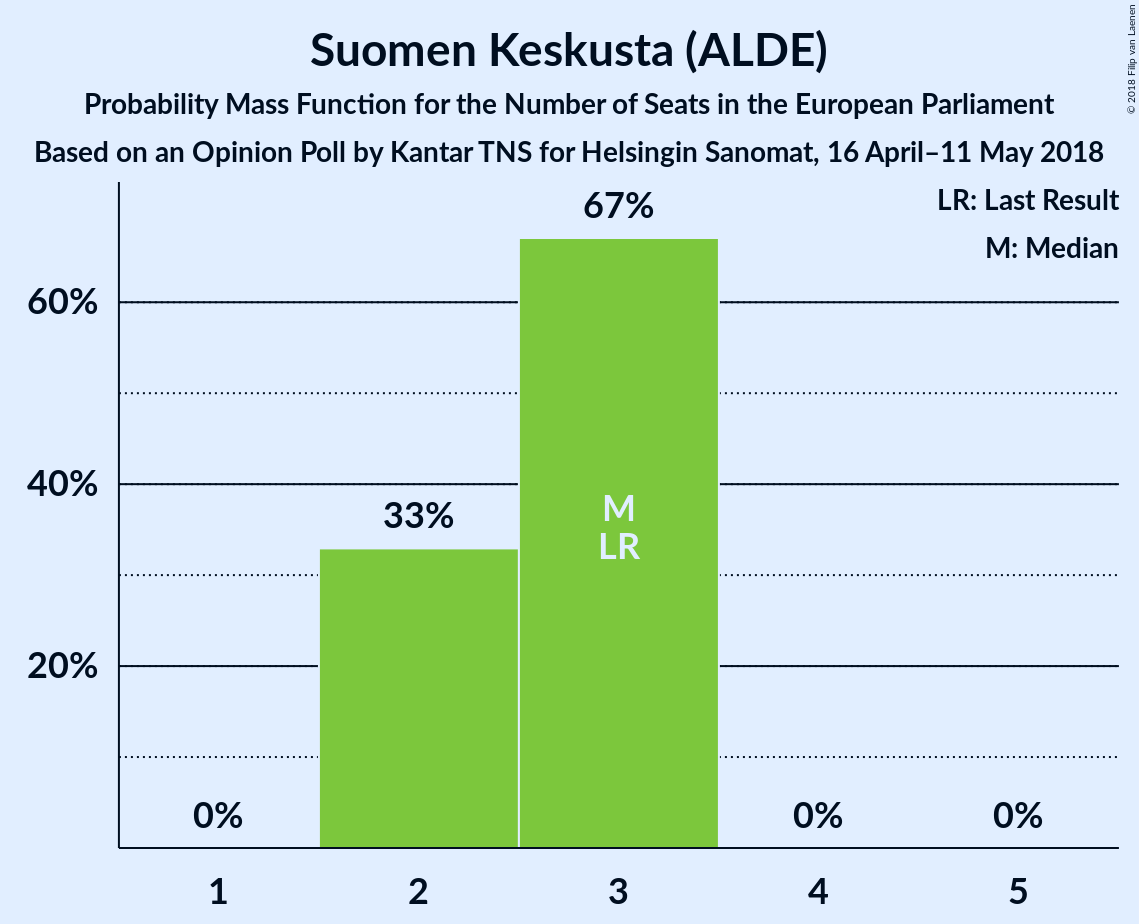 Suomen Keskusta (ALDE)
Probability Mass Function for the Number of Seats in the European Parliament
Based on an Opinion Poll by Kantar TNS for Helsingin Sanomat, 16 April–11 May 2018
© 2018 Filip van Laenen
LR: Last Result
M: Median
67%
60%
40%
33%
M
LR
20%
0%
0%
0%
1
2
3
4
5